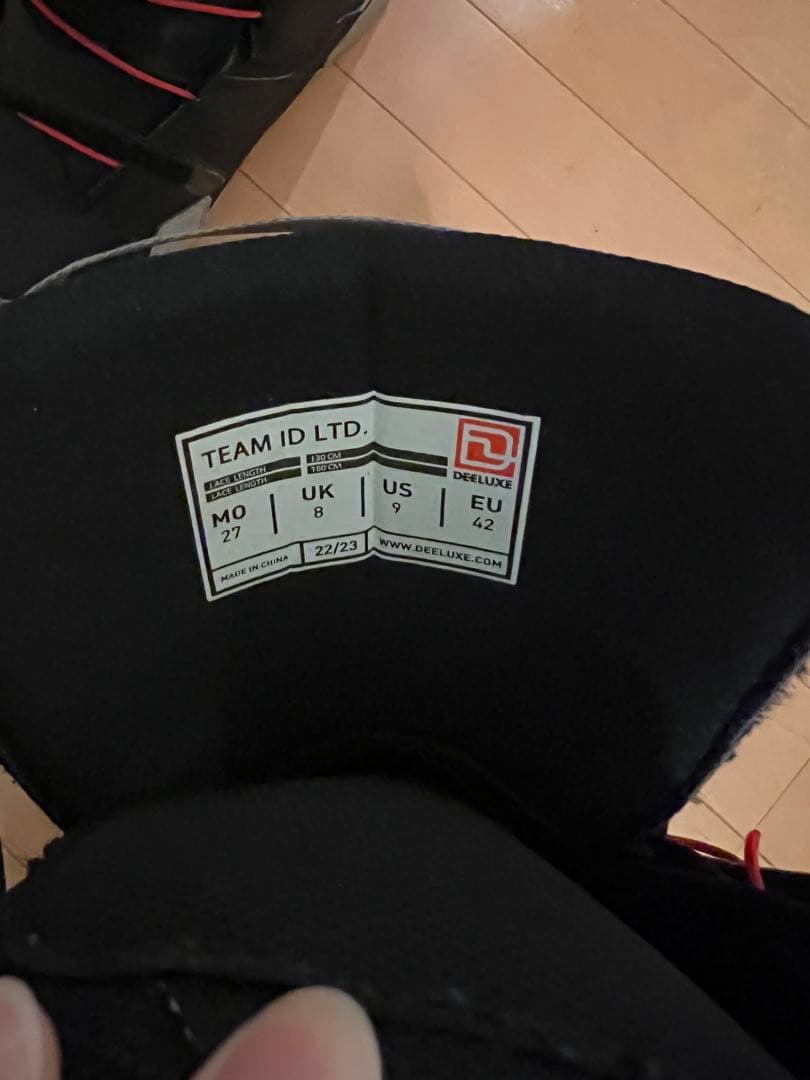 TEAM ID LTD.
LACE LENGTH 130 CM
LACE LENGTH 160 CM
DEELUXE
MO UK US EU
27 8 9 42
MADE IN CHINA 22/23 WWW.DEELUXE.COM